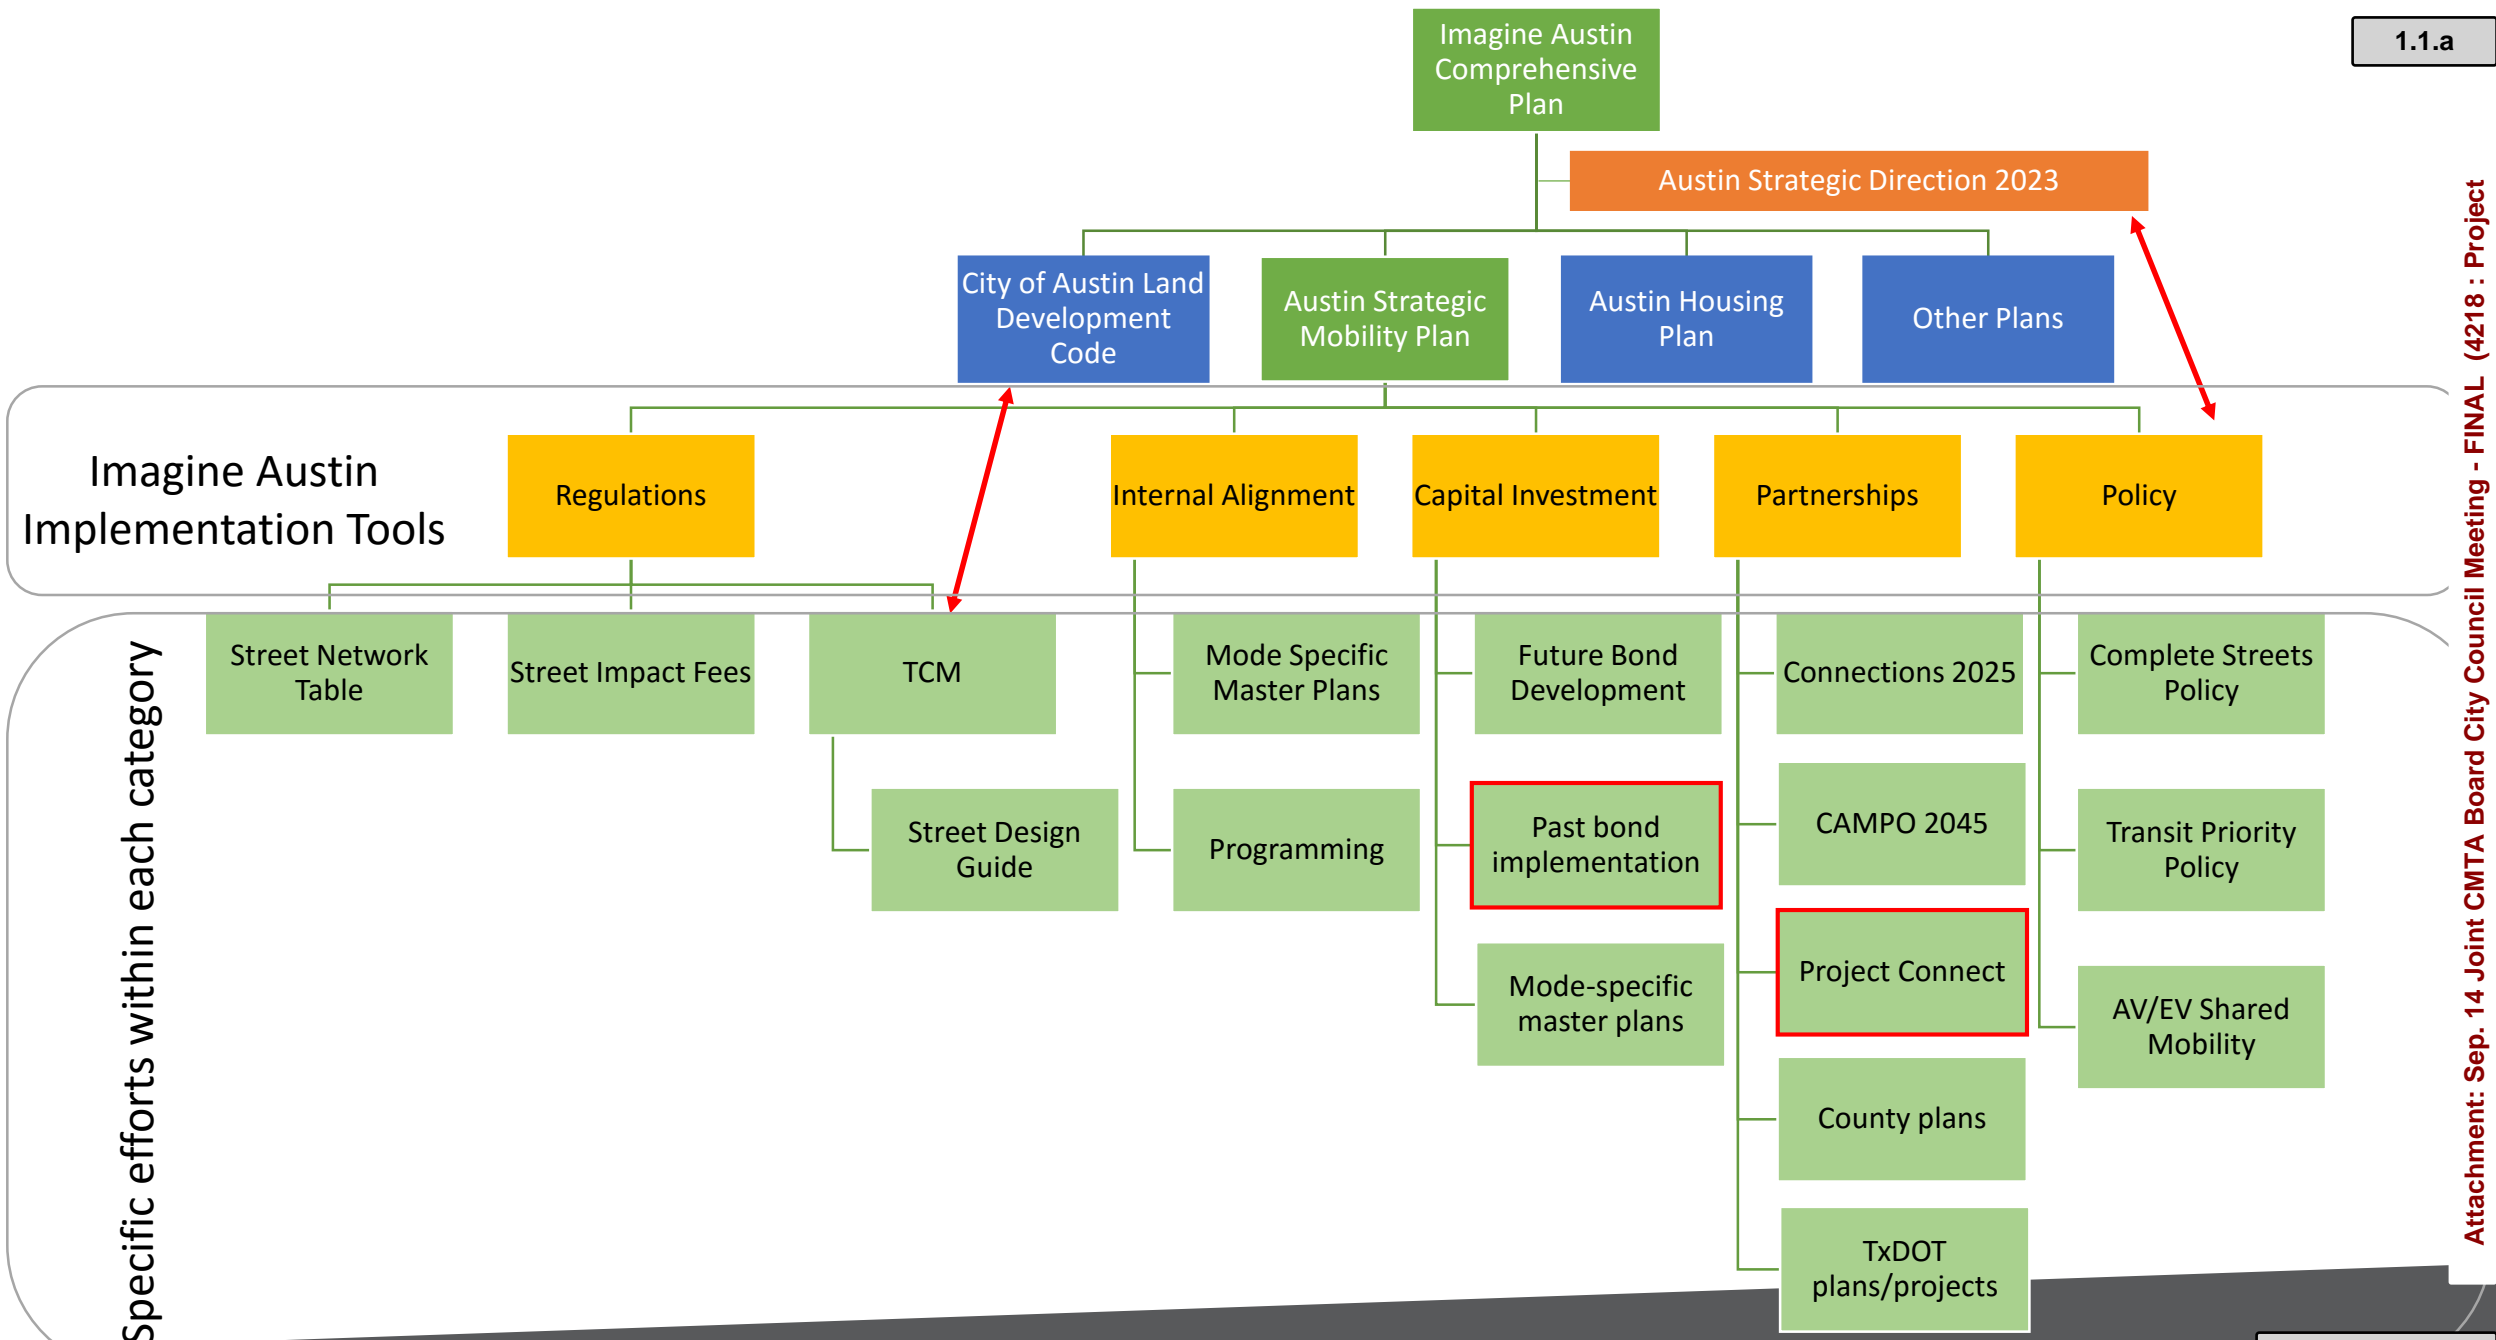 1.1.a
Imagine Austin
Comprehensive
Plan
Austin Strategic Direction 2023
City of Austin Land
Development
Code
Austin Strategic
Mobility Plan
Austin Housing
Plan
Other Plans
Imagine Austin
Implementation Tools
Regulations
Internal Alignment
Capital Investment
Partnerships
Policy
Specific efforts within each category
Street Network
Table
Street Impact Fees
TCM
Street Design
Guide
Mode Specific
Master Plans
Programming
Future Bond
Development
Past bond
implementation
Mode-specific
master plans
Connections 2025
CAMPO 2045
Project Connect
County plans
TxDOT
plans/projects
Complete Streets
Policy
Transit Priority
Policy
AV/EV Shared
Mobility
Attachment: Sep. 14 Joint CMTA Board City Council Meeting - FINAL (4218 : Project